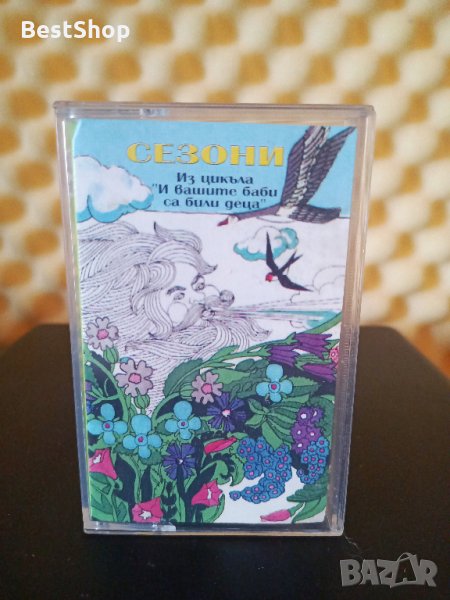 BestShop
СЕЗОНИ
Из цикъла
"И вашите баби
са били деца"
BAZAR